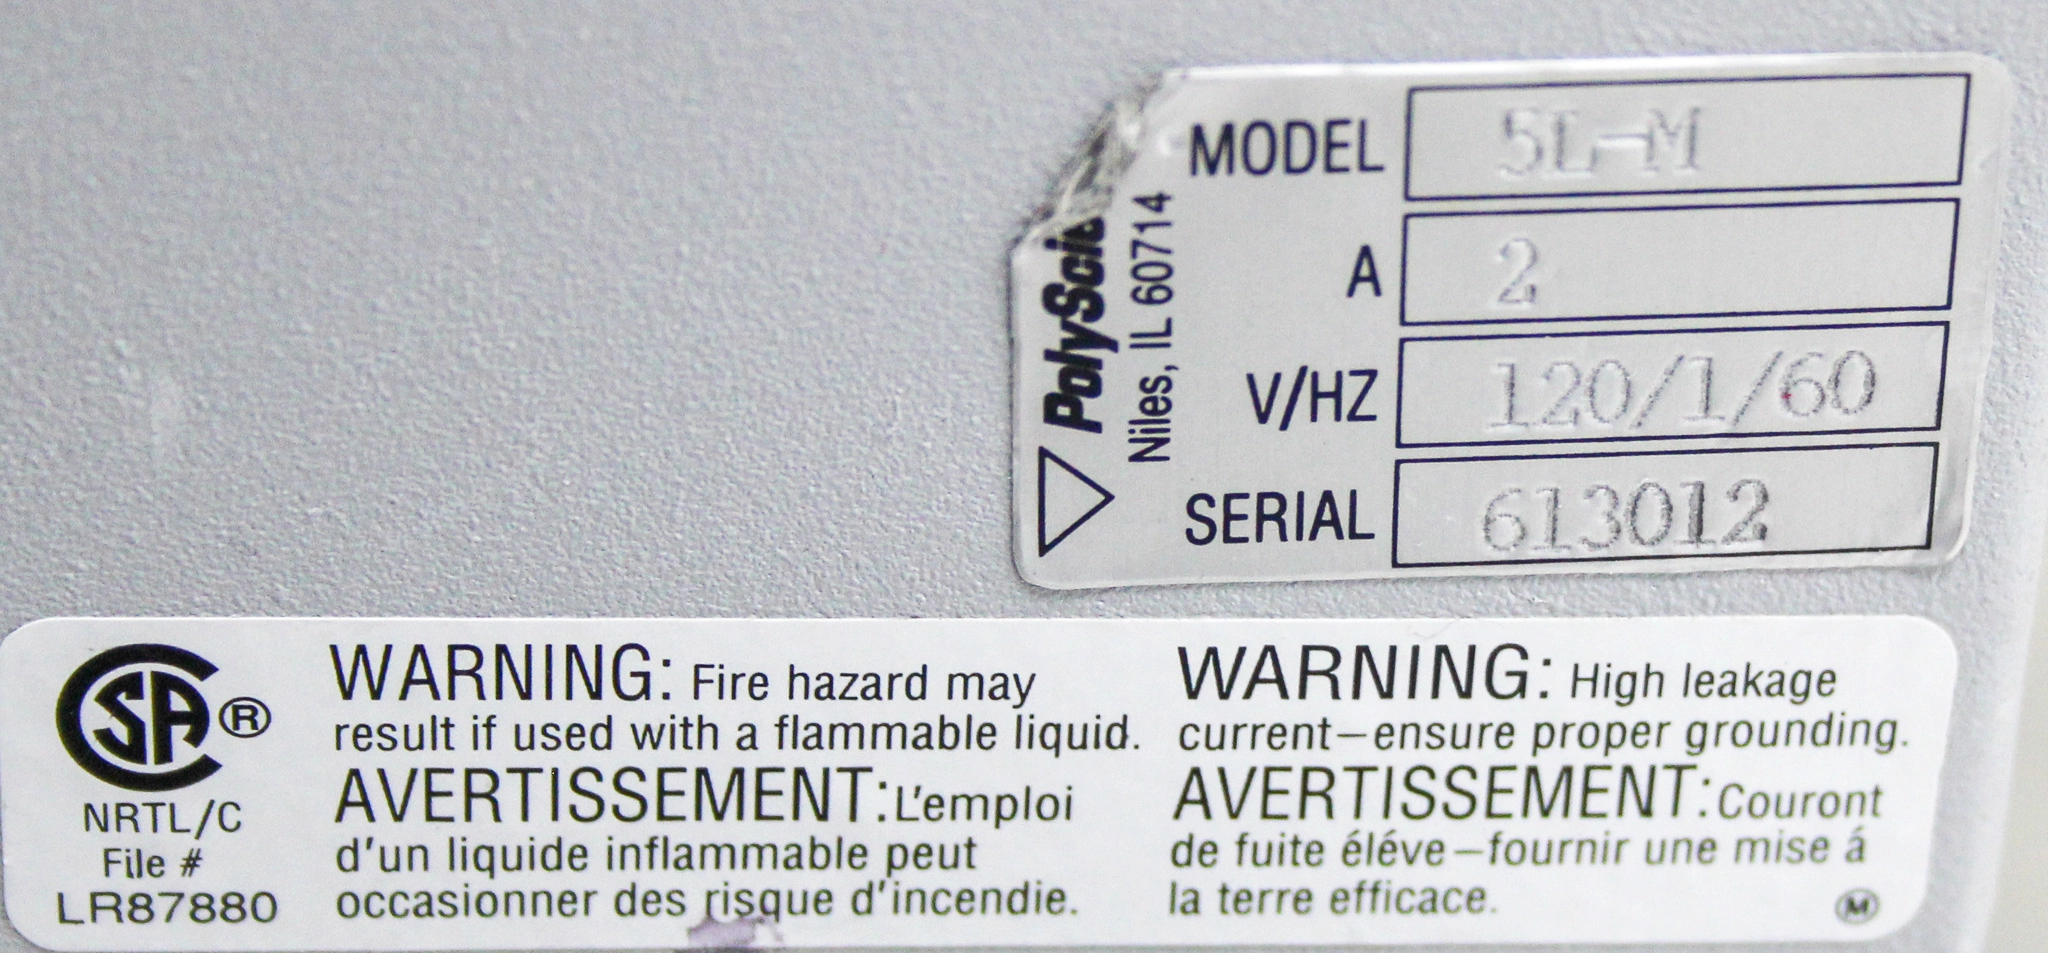 MODEL 5L-M
A 2
V/HZ 120/1/60
SERIAL 613012
Niles, IL 60714
SA ®
NRTL/C
File #
LR87880
WARNING: Fire hazard may
result if used with a flammable liquid.
AVERTISSEMENT: L'emploi
d'un liquide inflammable peut
occasionner des risque d'incendie.
WARNING: High leakage
current—ensure proper grounding.
AVERTISSEMENT: Couront
de fuite éléve—fournir une mise á
la terre efficace.
M